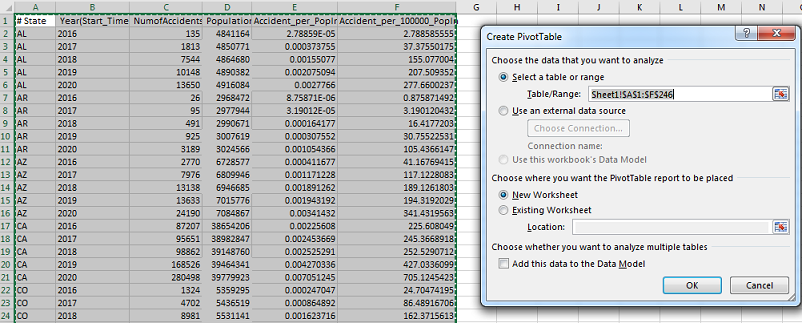 A B C D E F G H I J K L M N
1 # State Year(Start_Time NumofAccidents Population Accident_per_PopIn Accident_per_100000_PopIn
2 AL 2016 135 4841164 2.78859E-05 2.788585555
3 AL 2017 1813 4850771 0.000373755 37.37550175
4 AL 2018 7544 4864680 0.00155077 155.077004
5 AL 2019 10148 4890382 0.002075094 207.509352
6 AL 2020 13650 4916084 0.0027766 277.6600237
7 AR 2016 26 2968472 8.75871E-06 0.875871492
8 AR 2017 95 2977944 3.19012E-05 3.190120432
9 AR 2018 491 2990671 0.000164177 16.4177203
10 AR 2019 925 3007619 0.000307552 30.75522531
11 AR 2020 3189 3024566 0.001054366 105.4366147
12 AZ 2016 2770 6728577 0.000411677 41.16769415
13 AZ 2017 7976 6809946 0.001171228 117.1228083
14 AZ 2018 13138 6946685 0.001891262 189.1261803
15 AZ 2019 13633 7015776 0.001943192 194.3192029
16 AZ 2020 24190 7084867 0.00341432 341.4319563
17 CA 2016 87207 38654206 0.00225608 225.608049
18 CA 2017 95651 38982847 0.002453669 245.3668918
19 CA 2018 98862 39148760 0.002525291 252.5290712
20 CA 2019 168526 39464341 0.004270336 427.0336099
21 CA 2020 280498 39779923 0.007051245 705.1245423
22 CO 2016 1324 5359295 0.000247047 24.70474195
23 CO 2017 4702 5436519 0.000864892 86.48916706
24 CO 2018 8981 5531141 0.001623716 162.3715613
Create PivotTable
Choose the data that you want to analyze
Select a table or range
Table/Range: Sheet1!$A$1:$F$246
Use an external data source
Choose Connection...
Connection name:
Use this workbook's Data Model
Choose where you want the PivotTable report to be placed
New Worksheet
Existing Worksheet
Location:
Choose whether you want to analyze multiple tables
Add this data to the Data Model
OK Cancel